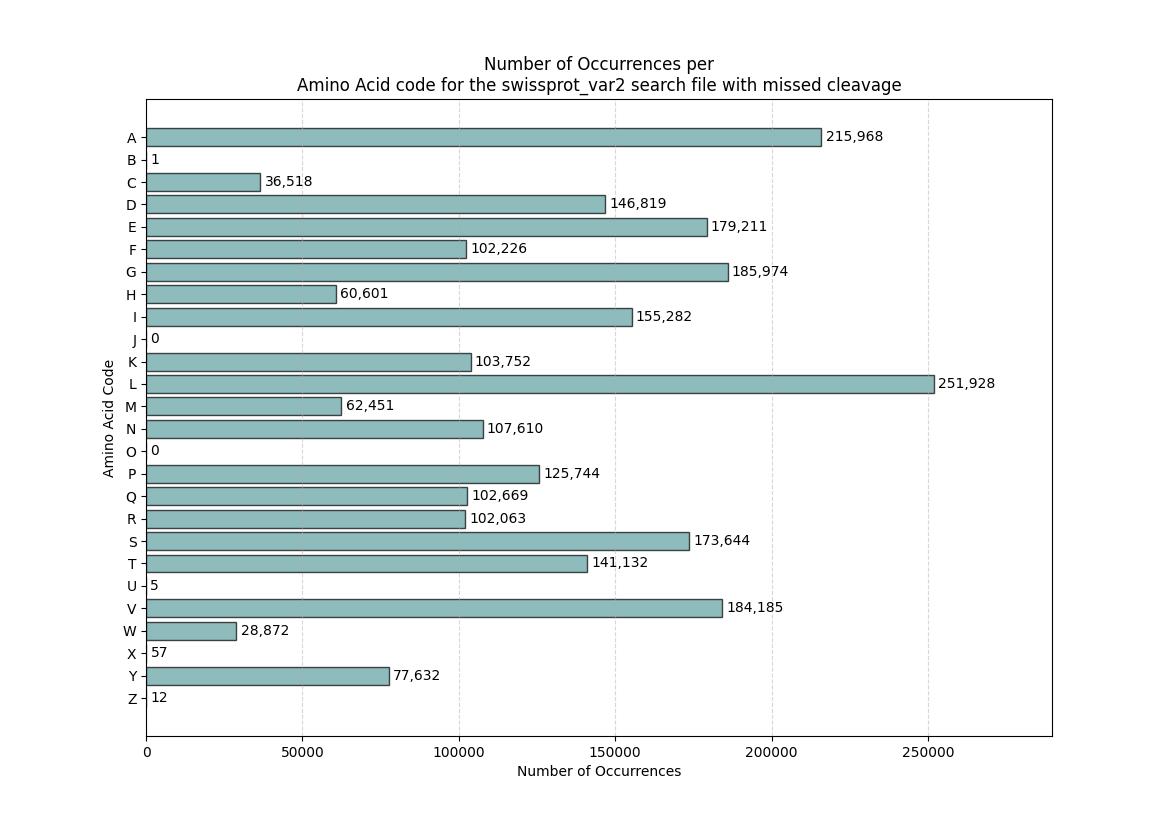 Number of Occurrences per
Amino Acid code for the swissprot_var2 search file with missed cleavage
Amino Acid Code
A 215,968
B 1
C 36,518
D 146,819
E 179,211
F 102,226
G 185,974
H 60,601
I 155,282
J 0
K 103,752
L 251,928
M 62,451
N 107,610
O 0
P 125,744
Q 102,669
R 102,063
S 173,644
T 141,132
U 5
V 184,185
W 28,872
X 57
Y 77,632
Z 12
0 50000 100000 150000 200000 250000
Number of Occurrences